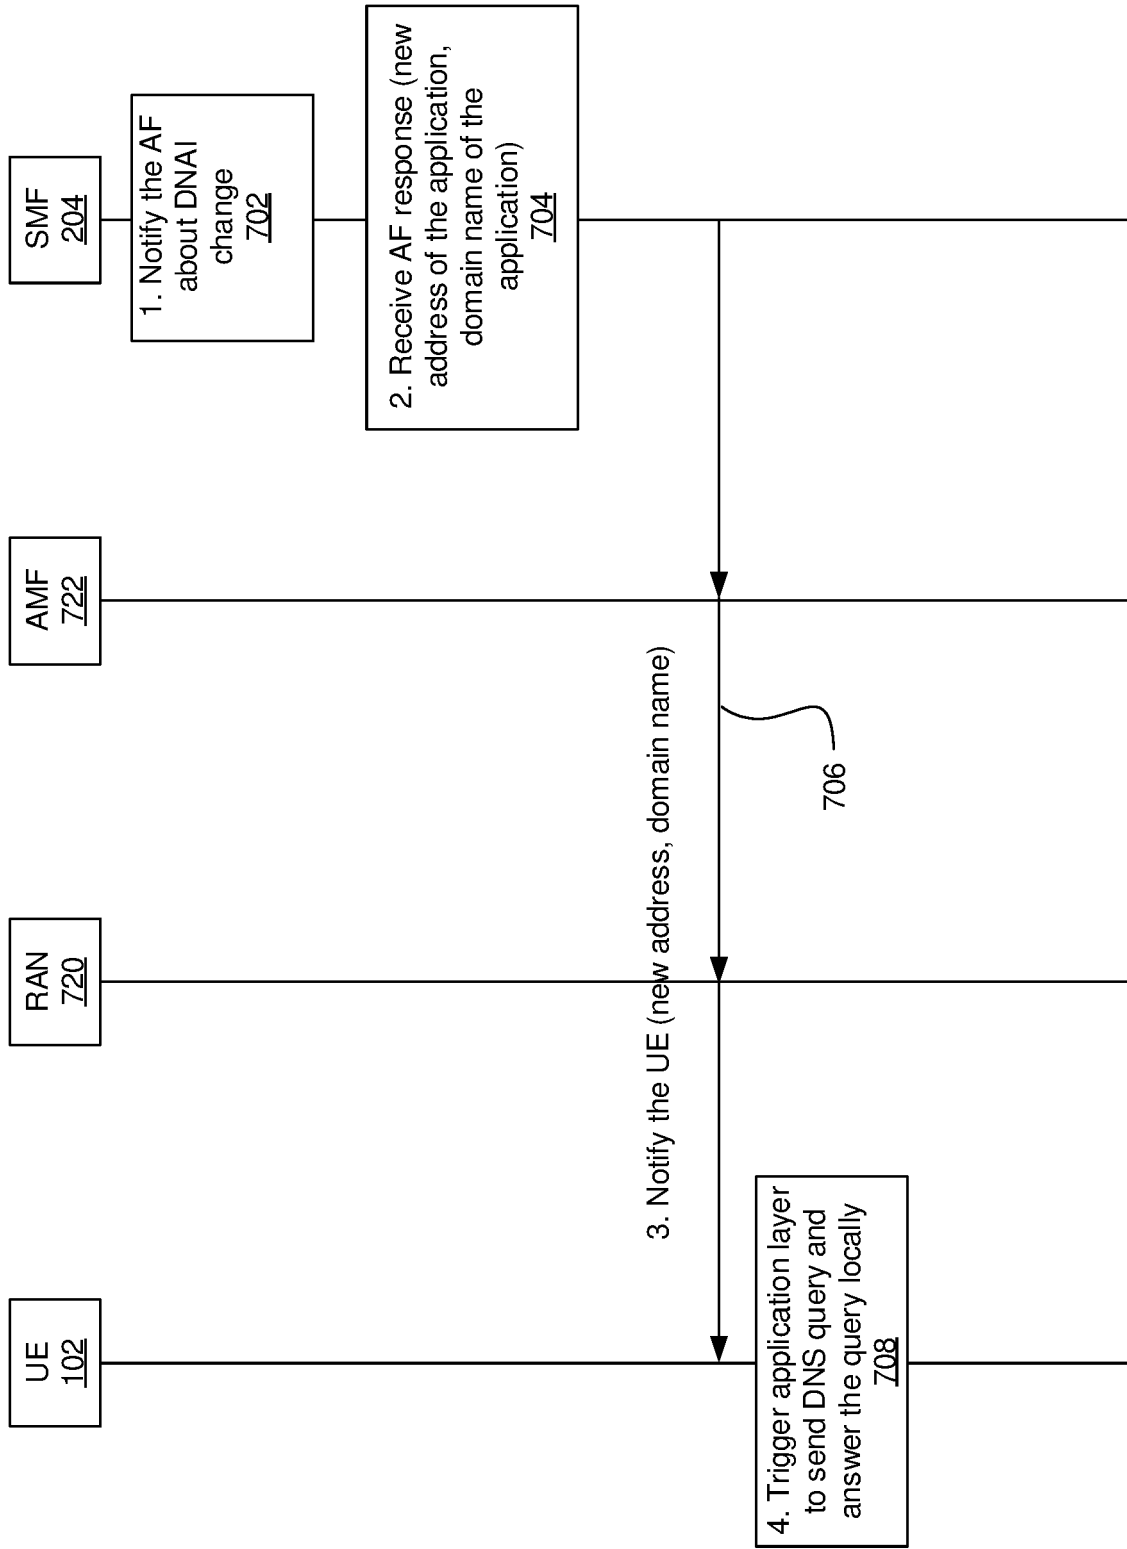 UE
102
RAN
720
AMF
722
SMF
204
1. Notify the AF
about DNAI
change
702
2. Receive AF response (new
address of the application,
domain name of the
application)
704
3. Notify the UE (new address, domain name)
706
4. Trigger application layer
to send DNS query and
answer the query locally
708